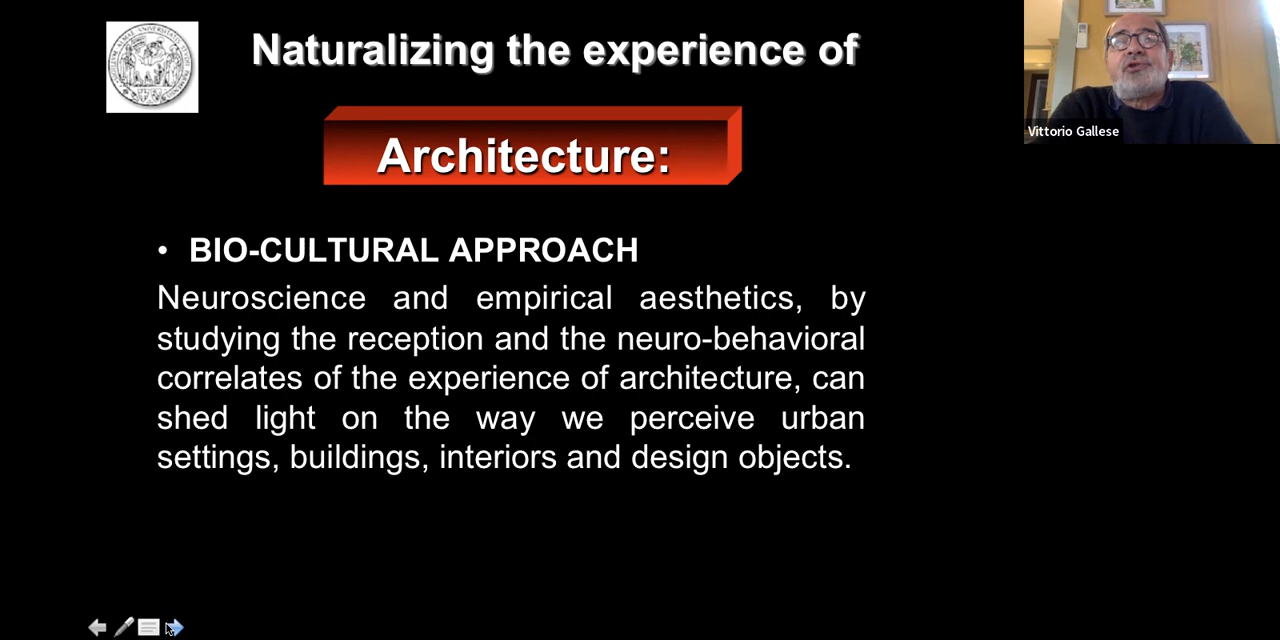 Naturalizing the experience of
Architecture:
• BIO-CULTURAL APPROACH
Neuroscience and empirical aesthetics, by
studying the reception and the neuro-behavioral
correlates of the experience of architecture, can
shed light on the way we perceive urban
settings, buildings, interiors and design objects.
Vittorio Gallese